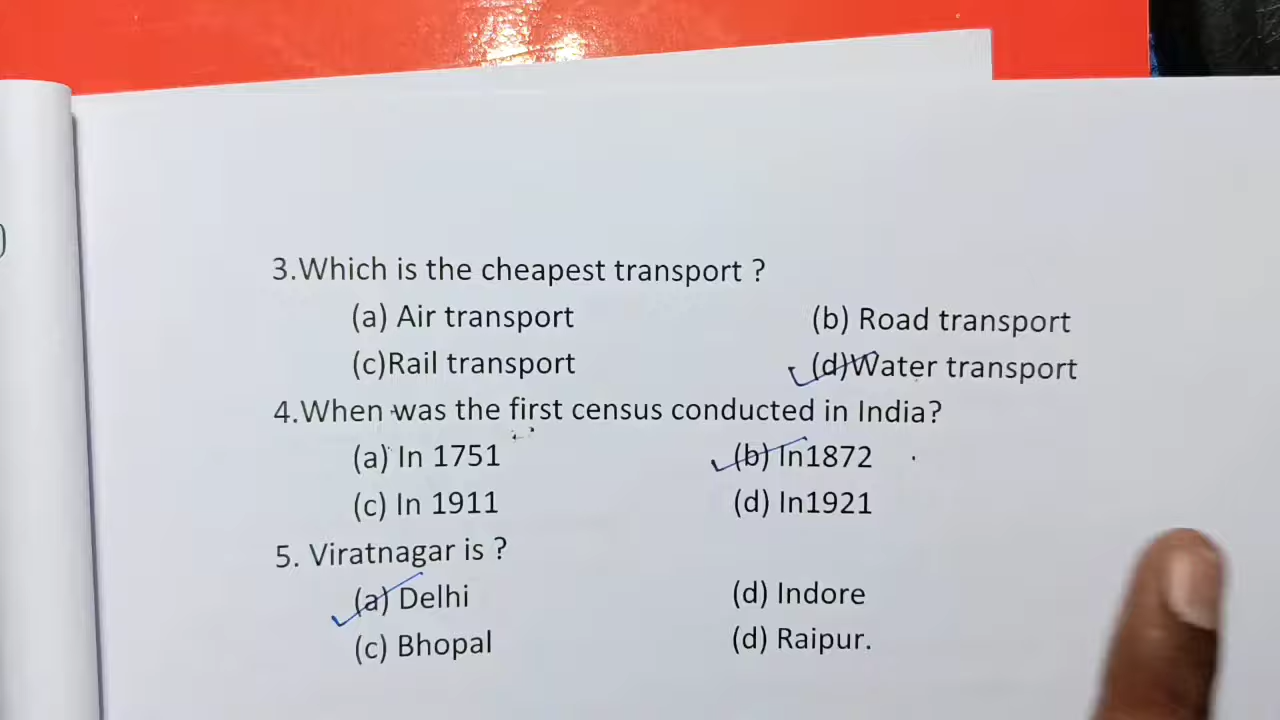 3.Which is the cheapest transport ?
(a) Air transport (b) Road transport
(c)Rail transport (d)Water transport
4.When was the first census conducted in India?
(a) In 1751 (b) In1872
(c) In 1911 (d) In1921
5. Viratnagar is ?
(a) Delhi (d) Indore
(c) Bhopal (d) Raipur.